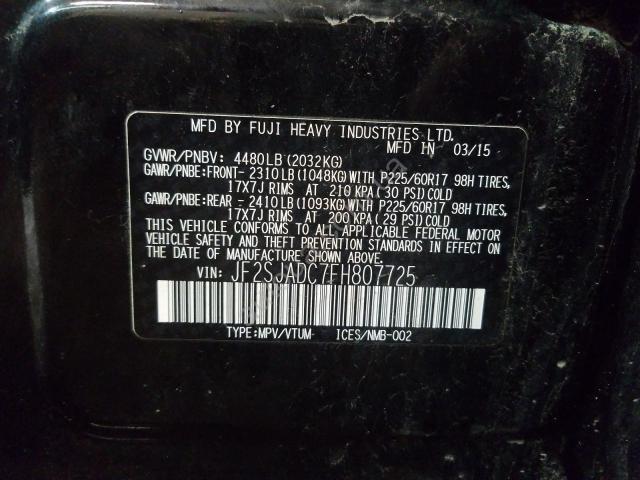 MFD BY FUJI HEAVY INDUSTRIES LTD.
MFD IN 03/15
GVWR/PNBV: 4480LB(2032KG)
GAWR/PNBE:FRONT- 2310LB(1048KG)WITH P225/60R17 98H TIRES,
17X7J RIMS AT 210 KPA(30 PSI)COLD
GAWR/PNBE:REAR - 2410LB(1093KG)WITH P225/60R17 98H TIRES,
17X7J RIMS AT 200 KPA(29 PSI)COLD
THIS VEHICLE CONFORMS TO ALL APPLICABLE FEDERAL MOTOR
VEHICLE SAFETY AND THEFT PREVENTION STANDARDS IN EFFECT ON
THE DATE OF MANUFACTURE SHOWN ABOVE.
VIN: JF2SJADC7FH807725
TYPE:MPV/VTUM ICES/NMB-002